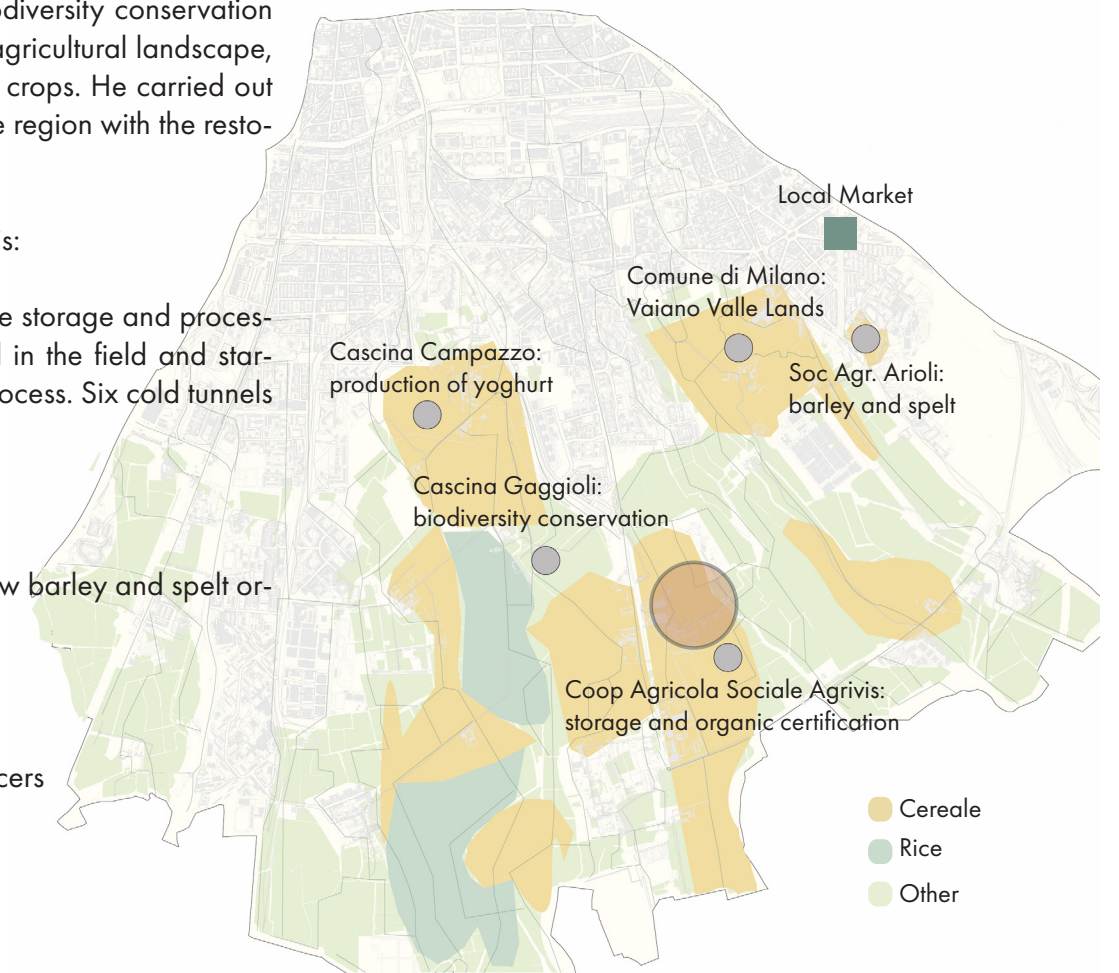 diversity conservation
agricultural landscape,
crops. He carried out
region with the resto-
s:
storage and proces-
in the field and star-
ocess. Six cold tunnels
barley and spelt or-
cers
Local Market
Comune di Milano:
Vaiano Valle Lands
Soc Agr. Arioli:
barley and spelt
Cascina Campazzo:
production of yoghurt
Cascina Gaggioli:
biodiversity conservation
Coop Agricola Sociale Agrivis:
storage and organic certification
Cereale
Rice
Other